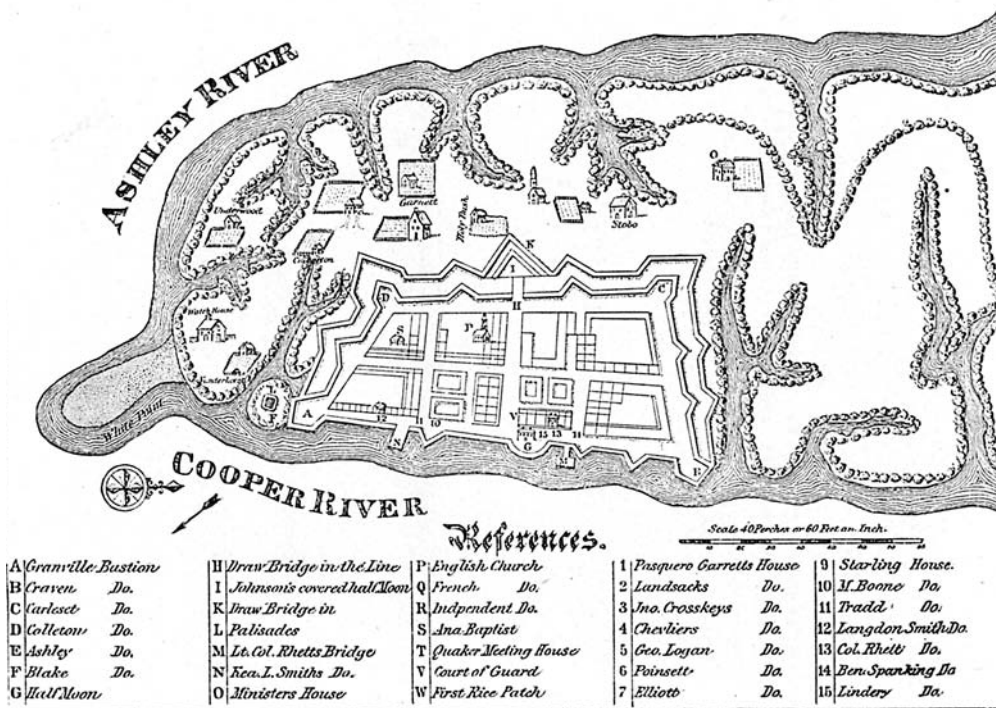 ASHLEY RIVER
Underwood
Garnett
Stobo
O
K
I
H
D
C
S
P
Watch House
F
A
N
11
10
V
15
13
14
G
M
B
White Point
COOPER RIVER
References.
Scale 40 Perches or 60 Feet an Inch.
A Granville Bastion
B Craven Do.
C Carleset Do.
D Colleton Do.
E Ashley Do,
F Blake Do.
G Half Moon
H Draw Bridge in the Line
I Johnson's covered half Moon
K Draw Bridge in
L Palisades
M Lt. Col. Rhetts Bridge
N Kea. L. Smiths Do.
O Ministers House
P English Church
Q French Do.
R Indpendent Do.
S Ana Baptist
T Quaker Meeting House
V Court of Guard
W First Rice Patch
1 Pasquero Garretts House
2 Landsacks Do.
3 Jno. Crosskeys Do.
4 Chevliers Do.
5 Geo. Logan Do.
6 Poinsett Do.
7 Elliott Do.
9 Starling House.
10 M. Boone Do,
11 Tradd Do.
12 Langdon Smith Do.
13 Col. Rhett Do.
14 Ben. Spanking Do
15 Lindery Do.